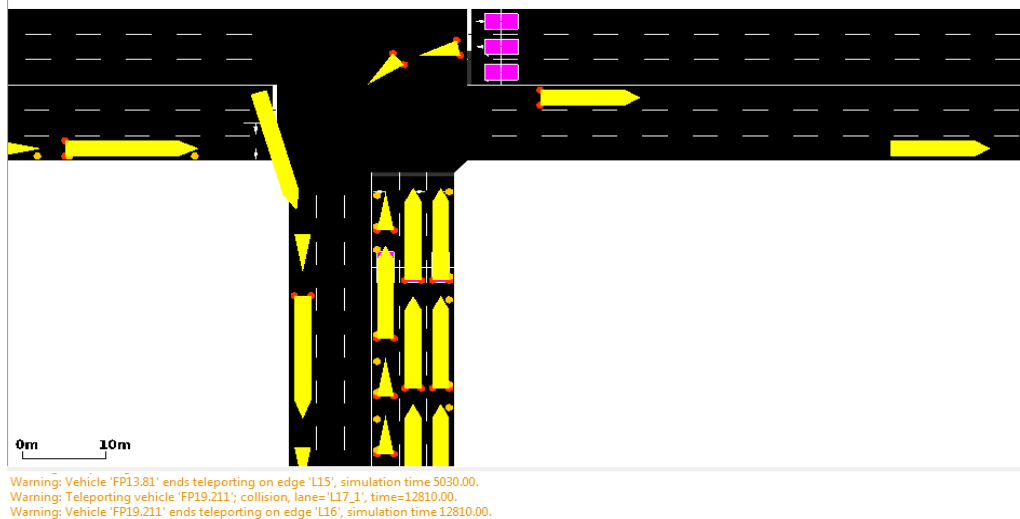 0m 10m
Warning: Vehicle 'FP13.81' ends teleporting on edge 'L15', simulation time 5030.00.
Warning: Teleporting vehicle 'FP19.211'; collision, lane='L17_1', time=12810.00.
Warning: Vehicle 'FP19.211' ends teleporting on edge 'L16', simulation time 12810.00.